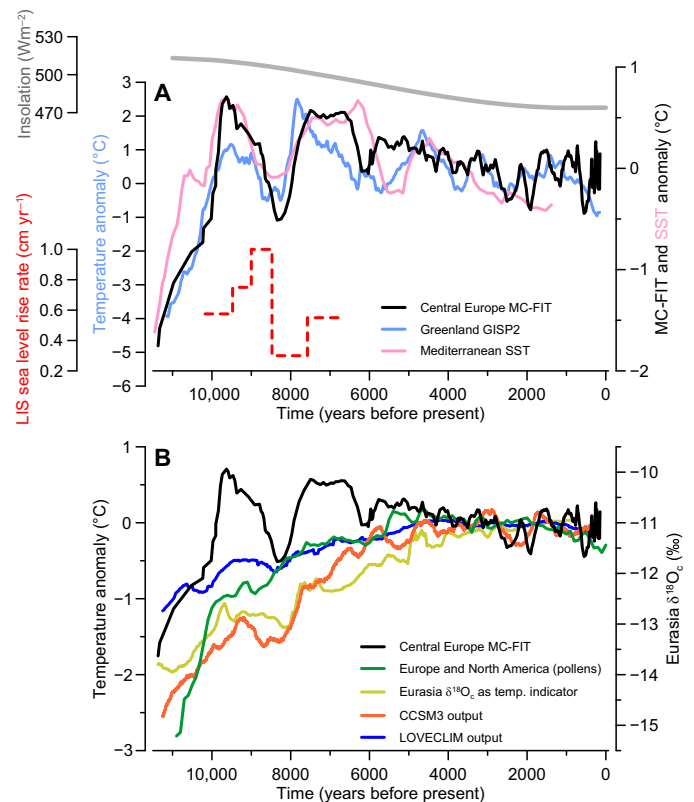 Insolation (Wm⁻²)
530
500
470
LIS sea level rise rate (cm yr⁻¹)
1.0
0.8
0.6
0.4
0.2
Temperature anomaly (°C)
3
2
1
0
−1
−2
−3
−4
−5
−6
A
1
0
−1
−2
MC-FIT and SST anomaly (°C)
Central Europe MC-FIT
Greenland GISP2
Mediterranean SST
10,000
8000
6000
4000
2000
0
Time (years before present)
B
Temperature anomaly (°C)
1
0
−1
−2
−3
−10
−11
−12
−13
−14
−15
Eurasia δ¹⁸Oc (‰)
Central Europe MC-FIT
Europe and North America (pollens)
Eurasia δ¹⁸Oc as temp. indicator
CCSM3 output
LOVECLIM output
10,000
8000
6000
4000
2000
0
Time (years before present)